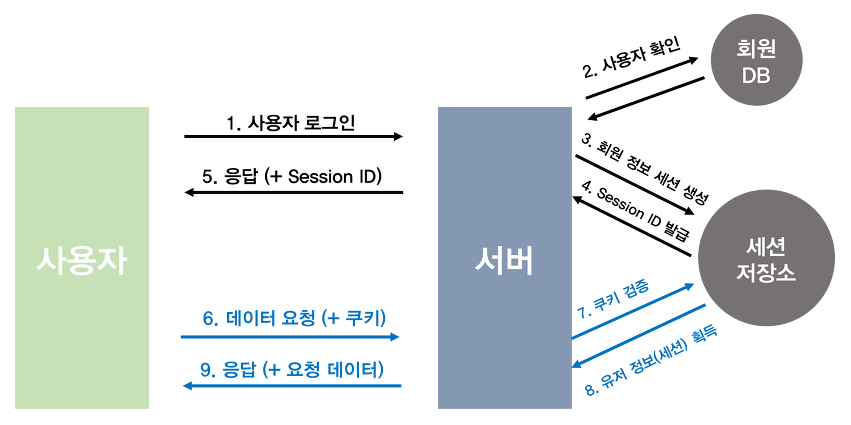 2. 사용자 확인
회원
DB
1. 사용자 로그인
3. 회원 정보 세션 생성
5. 응답 (+ Session ID)
4. Session ID 발급
사용자
서버
세션
저장소
6. 데이터 요청 (+ 쿠키)
7. 쿠키 검증
9. 응답 (+ 요청 데이터)
8. 유저 정보(세션) 획득